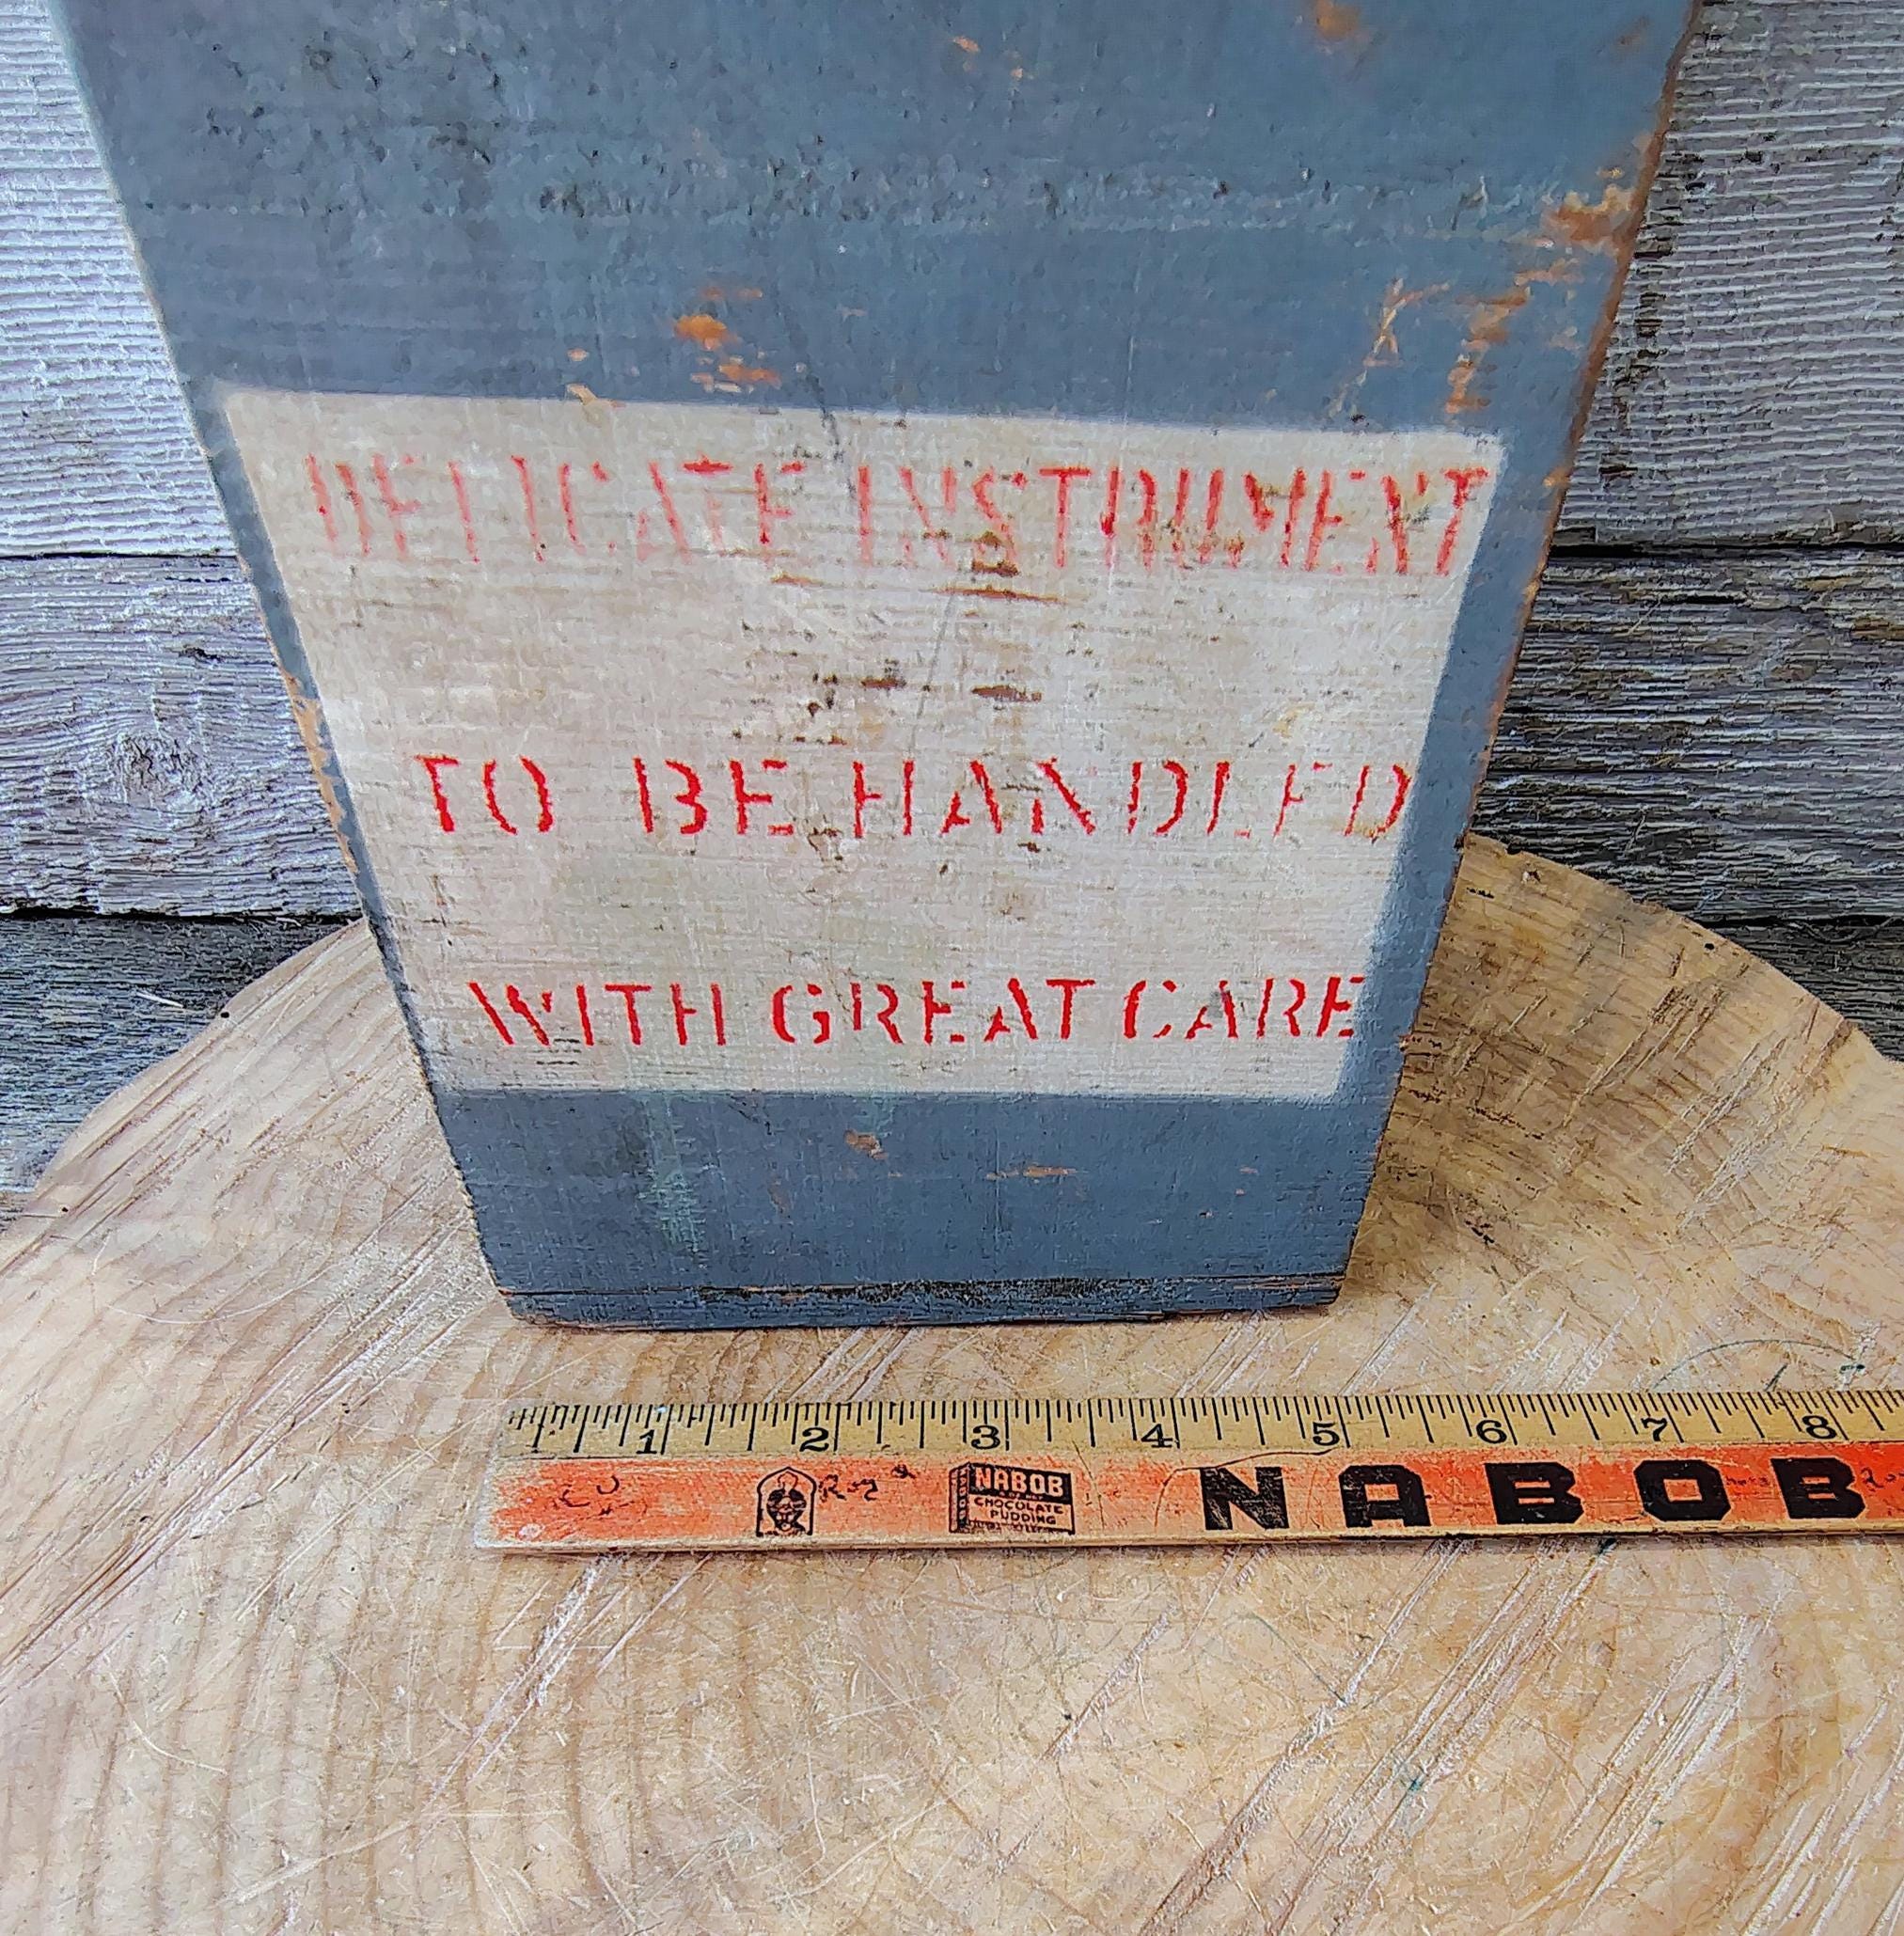 DELICATE INSTRUMENT
TO BE HANDLED
WITH GREAT CARE
1 2 3 4 5 6 7 8
NABOB
CHOCOLATE
PUDDING
NABOB